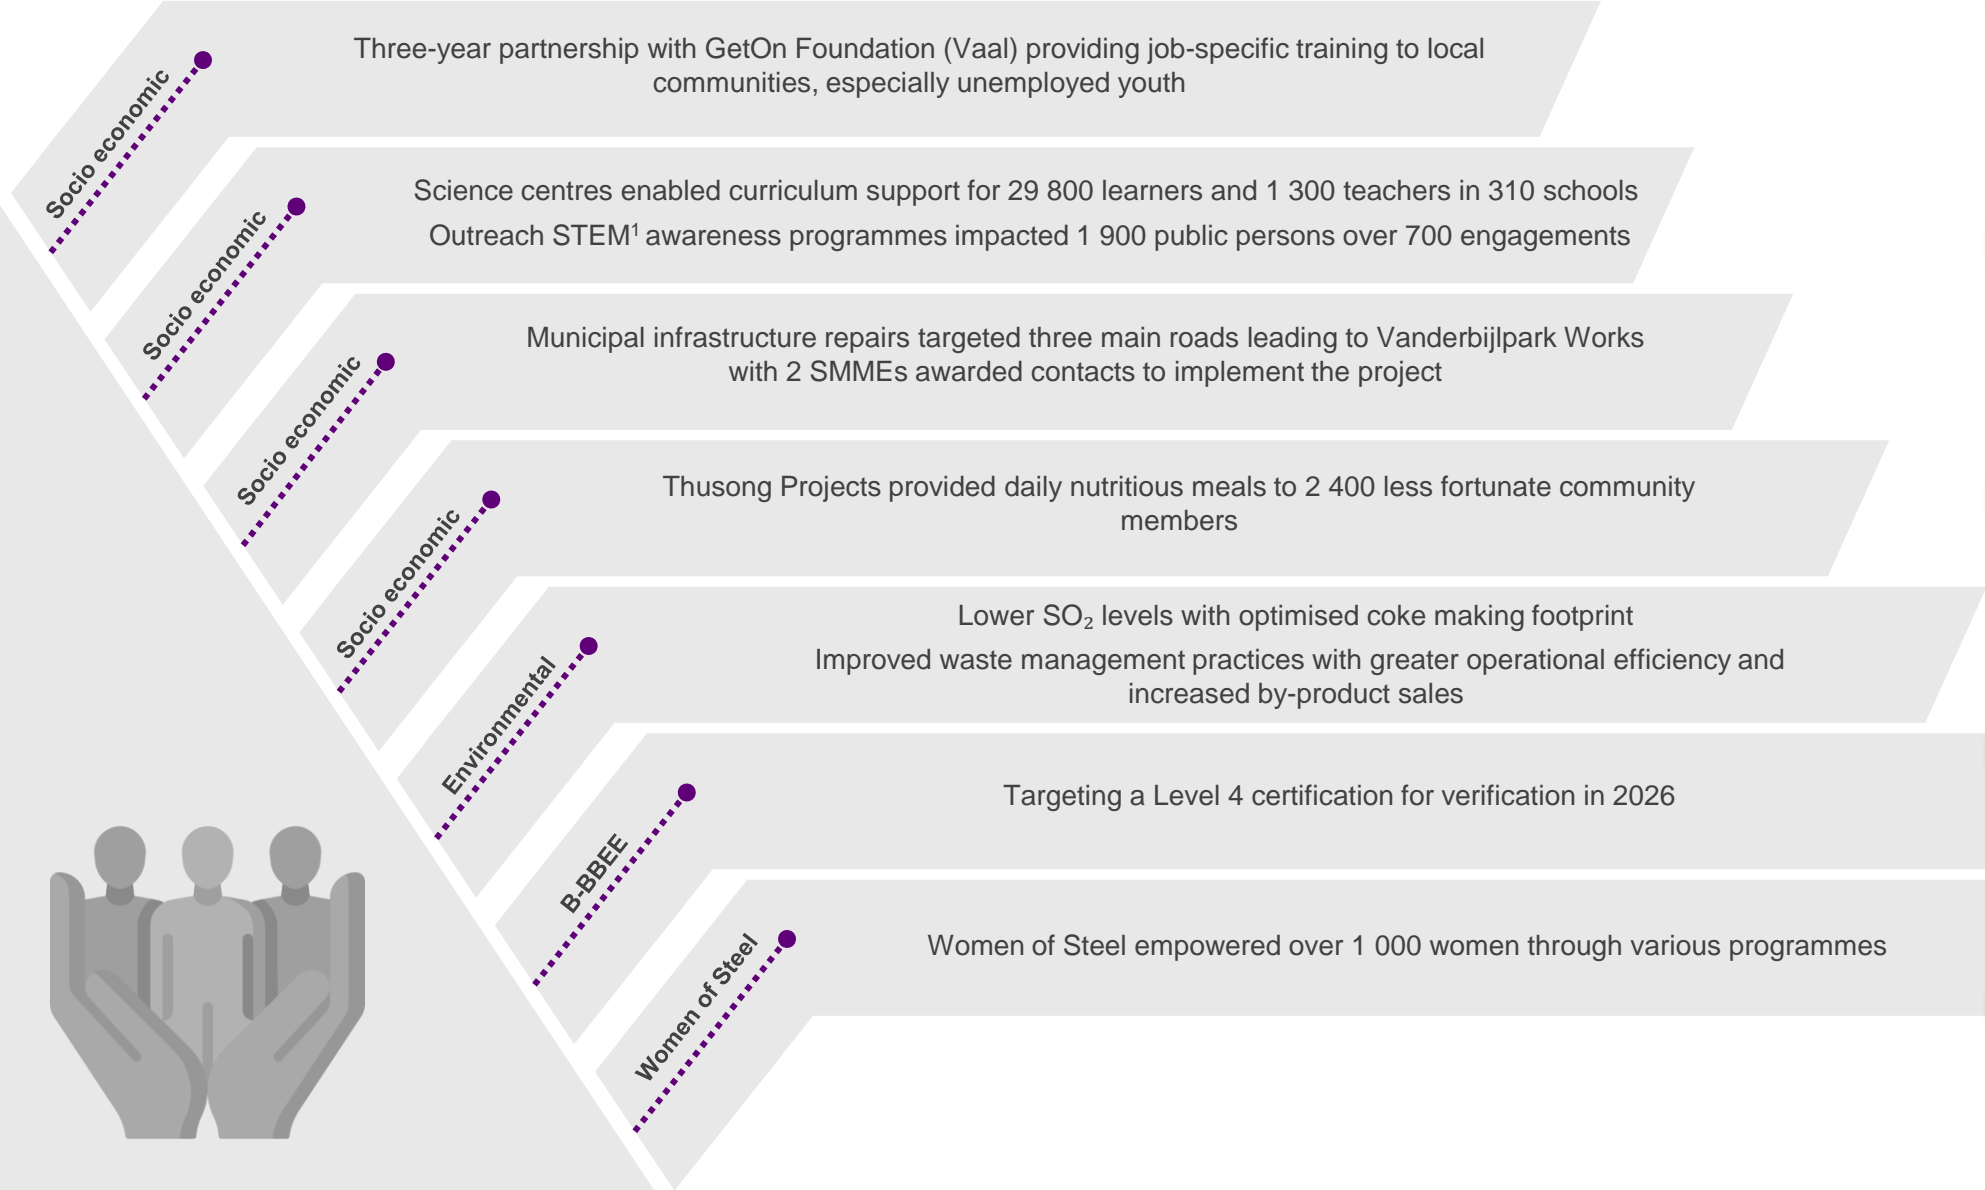 Socio economic
Three-year partnership with GetOn Foundation (Vaal) providing job-specific training to local
communities, especially unemployed youth
Socio economic
Science centres enabled curriculum support for 29 800 learners and 1 300 teachers in 310 schools
Outreach STEM¹ awareness programmes impacted 1 900 public persons over 700 engagements
Socio economic
Municipal infrastructure repairs targeted three main roads leading to Vanderbijlpark Works
with 2 SMMEs awarded contacts to implement the project
Socio economic
Thusong Projects provided daily nutritious meals to 2 400 less fortunate community
members
Environmental
Lower SO₂ levels with optimised coke making footprint
Improved waste management practices with greater operational efficiency and
increased by-product sales
B-BBEE
Targeting a Level 4 certification for verification in 2026
Women of Steel
Women of Steel empowered over 1 000 women through various programmes